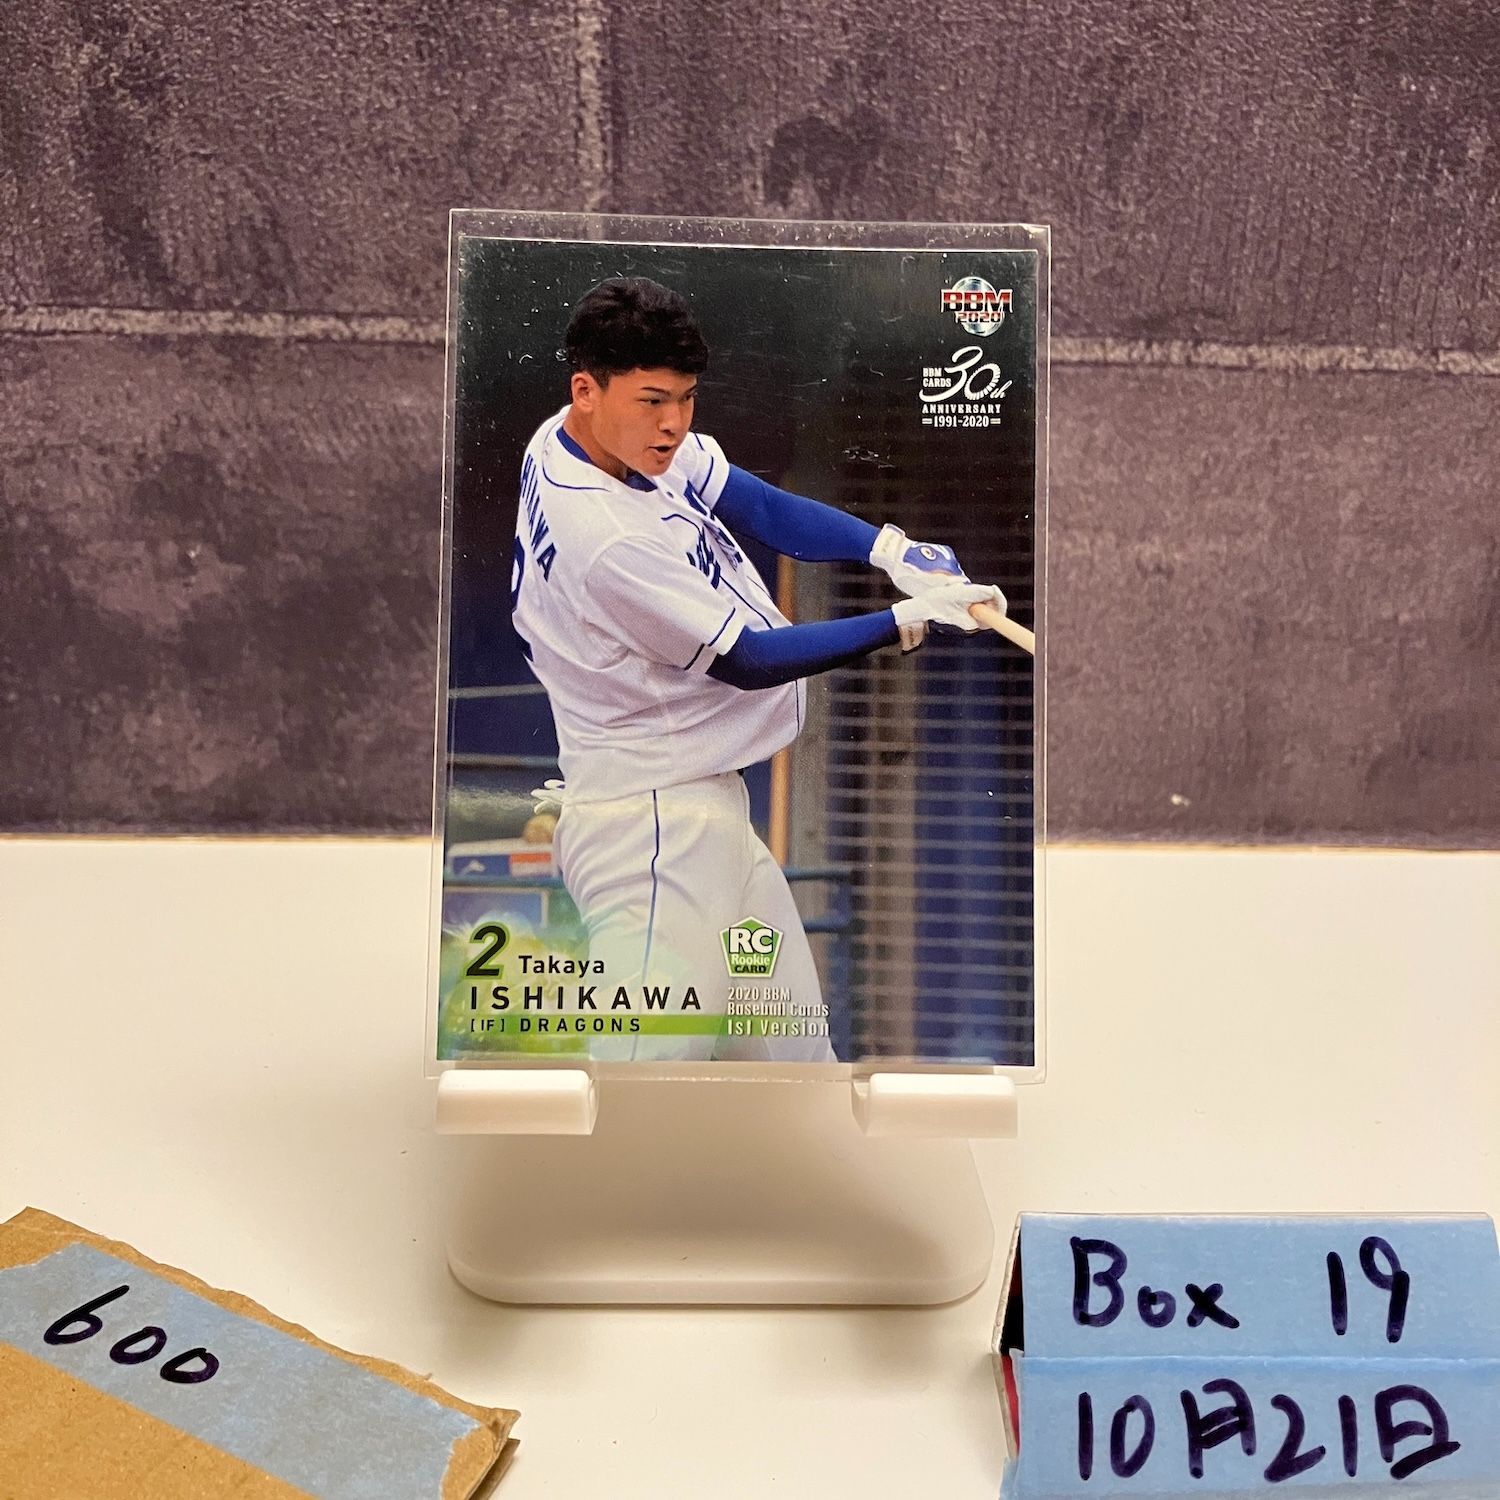 BBM
2020
BBM
CARDS 30th
ANNIVERSARY
1991-2020
2 Takaya
ISHIKAWA
[IF] DRAGONS
RC
Rookie
CARD
2020 BBM
Baseball Cards
1st Version
600
Box 19
10月21日